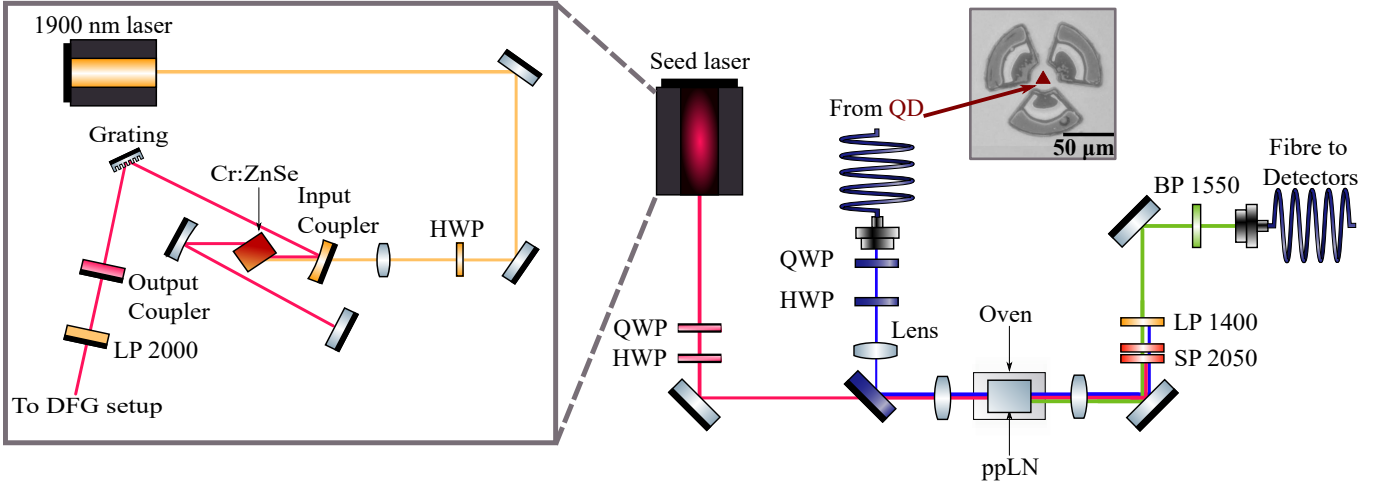 1900 nm laser
Grating
Cr:ZnSe
Input
Coupler
HWP
Output
Coupler
LP 2000
To DFG setup
Seed laser
QWP
HWP
From QD
50 µm
QWP
HWP
Lens
Oven
ppLN
BP 1550
Fibre to
Detectors
LP 1400
SP 2050